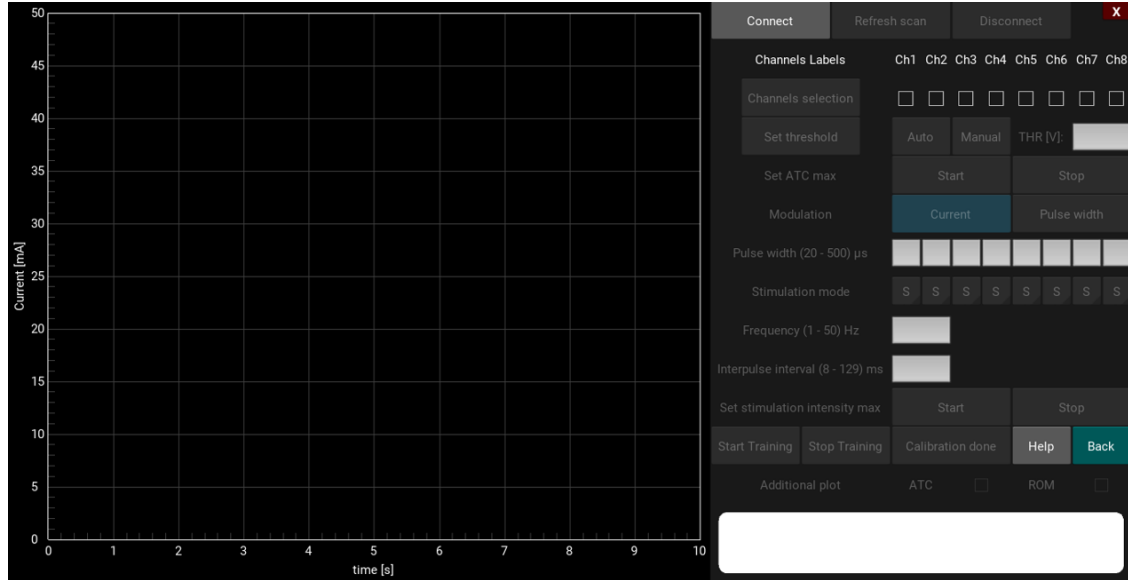 50
45
40
35
30
25
20
15
10
5
0
Current [mA]
0 1 2 3 4 5 6 7 8 9 10
time [s]
Connect Refresh scan Disconnect X
Channels Labels Ch1 Ch2 Ch3 Ch4 Ch5 Ch6 Ch7 Ch8
Channels selection
Set threshold Auto Manual THR [V]:
Set ATC max Start Stop
Modulation Current Pulse width
Pulse width (20 - 500) µs
Stimulation mode S S S S S S S S
Frequency (1 - 50) Hz
Interpulse interval (8 - 129) ms
Set stimulation intensity max Start Stop
Start Training Stop Training Calibration done Help Back
Additional plot ATC ROM